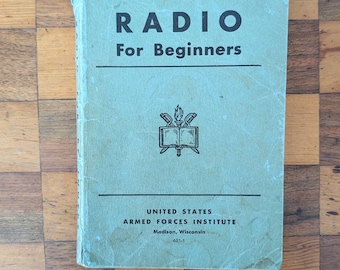 RADIO
For Beginners
UNITED STATES
ARMED FORCES INSTITUTE
Madison, Wisconsin